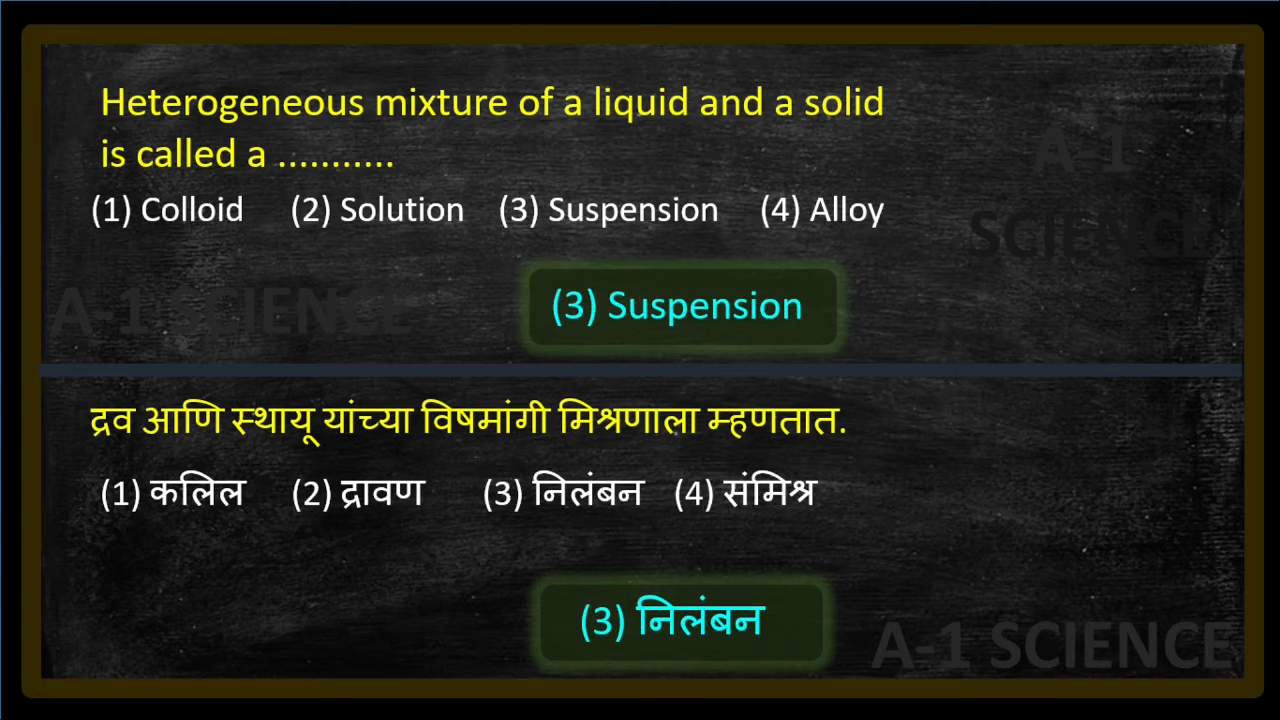 Heterogeneous mixture of a liquid and a solid
is called a ...........
(1) Colloid (2) Solution (3) Suspension (4) Alloy
A-1
SCIENCE
A-1 SCIENCE
(3) Suspension
द्रव आणि स्थायू यांच्या विषमांगी मिश्रणाला म्हणतात.
(1) कलिल (2) द्रावण (3) निलंबन (4) संमिश्र
(3) निलंबन
A-1 SCIENCE